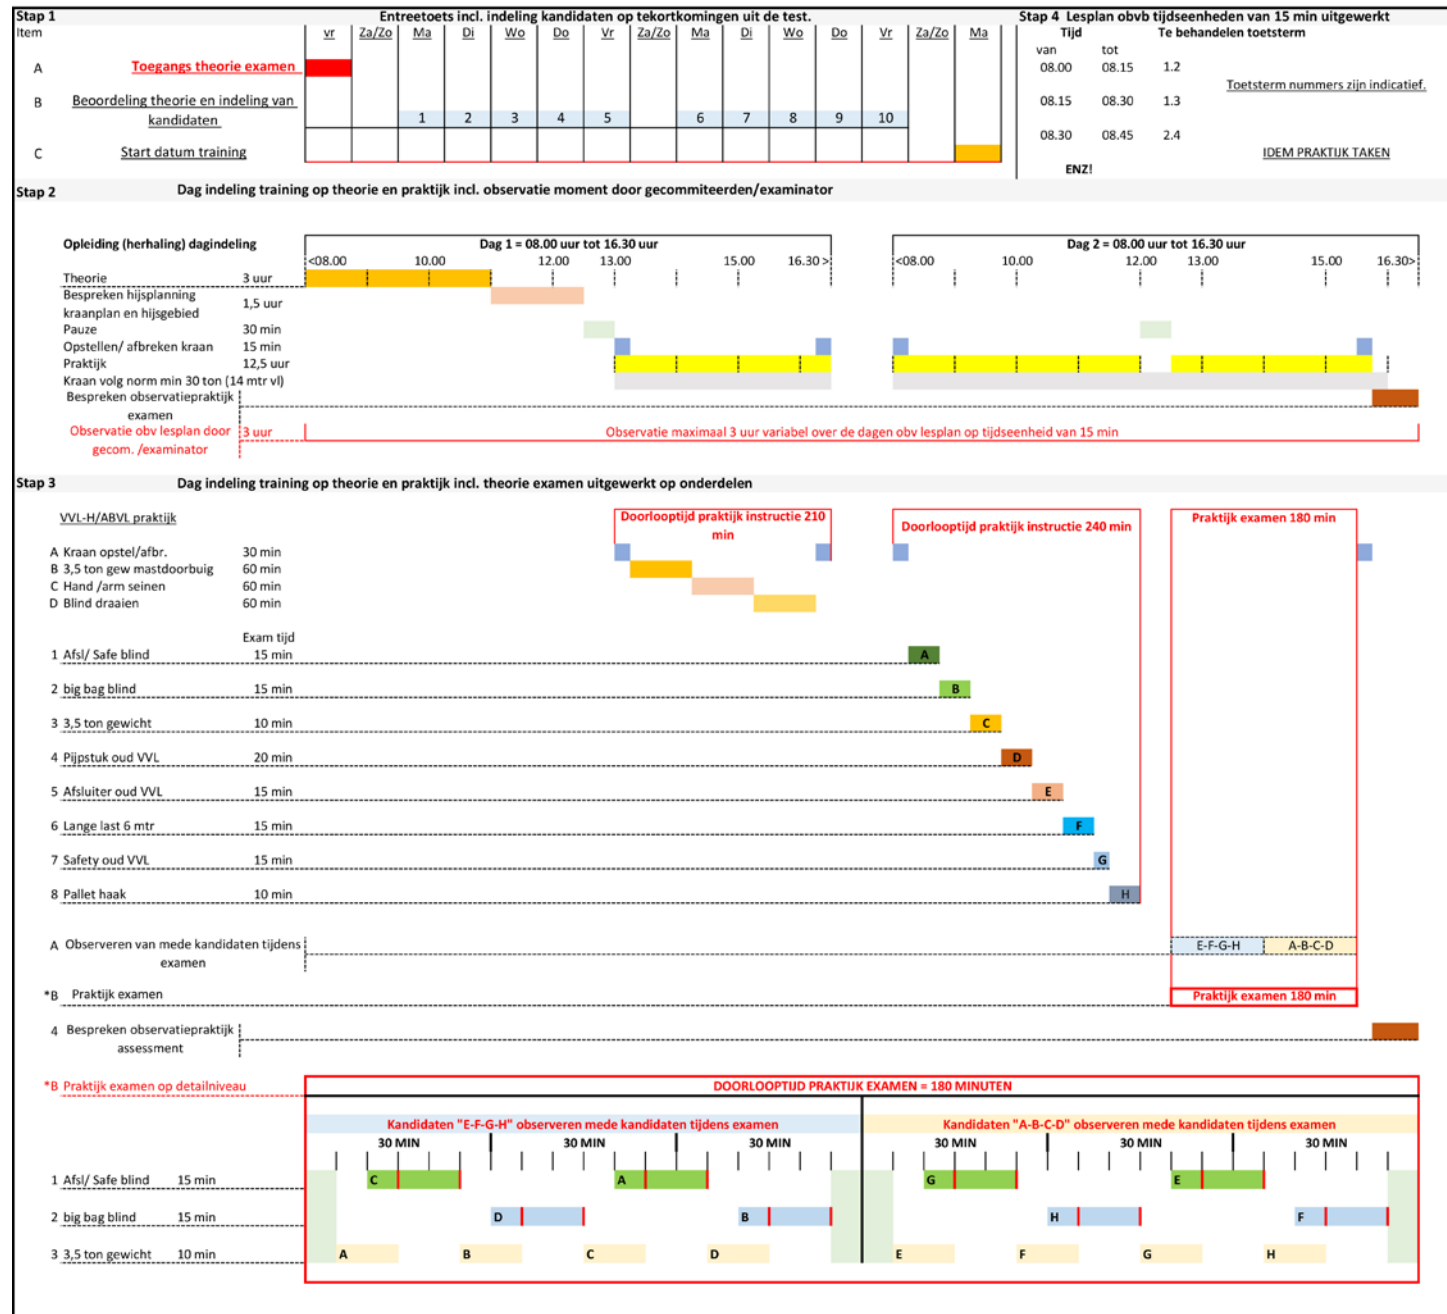 Stap 1 Entreetoets incl. indeling kandidaten op tekortkomingen uit de test. Stap 4 Lesplan obvb tijdseenheden van 15 min uitgewerkt
Item vr Za/Zo Ma Di Wo Do Vr Za/Zo Ma Di Wo Do Vr Za/Zo Ma Tijd Te behandelen toetsterm
van tot
A Toegangs theorie examen 08.00 08.15 1.2
Toetsterm nummers zijn indicatief.
B Beoordeling theorie en indeling van 08.15 08.30 1.3
kandidaten 1 2 3 4 5 6 7 8 9 10
08.30 08.45 2.4
C Start datum training IDEM PRAKTIJK TAKEN
ENZ!
Stap 2 Dag indeling training op theorie en praktijk incl. observatie moment door gecommiteerden/examinator
Opleiding (herhaling) dagindeling Dag 1 = 08.00 uur tot 16.30 uur Dag 2 = 08.00 uur tot 16.30 uur
<08.00 10.00 12.00 13.00 15.00 16.30 > <08.00 10.00 12.00 13.00 15.00 16.30>
Theorie 3 uur
Bespreken hijsplanning
kraanplan en hijsgebied 1,5 uur
Pauze 30 min
Opstellen/ afbreken kraan 15 min
Praktijk 12,5 uur
Kraan volg norm min 30 ton (14 mtr vl)
Bespreken observatiepraktijk
examen
Observatie obv lesplan door 3 uur Observatie maximaal 3 uur variabel over de dagen obv lesplan op tijdseenheid van 15 min
gecom. /examinator
Stap 3 Dag indeling training op theorie en praktijk incl. theorie examen uitgewerkt op onderdelen
VVL-H/ABVL praktijk Doorlooptijd praktijk instructie 210 Praktijk examen 180 min
min Doorlooptijd praktijk instructie 240 min
A Kraan opstel/afbr. 30 min
B 3,5 ton gew mastdoorbuig 60 min
C Hand /arm seinen 60 min
D Blind draaien 60 min
Exam tijd
1 Afsl/ Safe blind 15 min A
2 big bag blind 15 min B
3 3,5 ton gewicht 10 min C
4 Pijpstuk oud VVL 20 min D
5 Afsluiter oud VVL 15 min E
6 Lange last 6 mtr 15 min F
7 Safety oud VVL 15 min G
8 Pallet haak 10 min H
A Observeren van mede kandidaten tijdens E-F-G-H A-B-C-D
examen
*B Praktijk examen Praktijk examen 180 min
4 Bespreken observatiepraktijk
assessment
*B Praktijk examen op detailniveau DOORLOOPTIJD PRAKTIJK EXAMEN = 180 MINUTEN
Kandidaten "E-F-G-H" observeren mede kandidaten tijdens examen Kandidaten "A-B-C-D" observeren mede kandidaten tijdens examen
30 MIN 30 MIN 30 MIN 30 MIN 30 MIN 30 MIN
1 Afsl/ Safe blind 15 min C A G E
2 big bag blind 15 min D B H F
3 3,5 ton gewicht 10 min A B C D E F G H